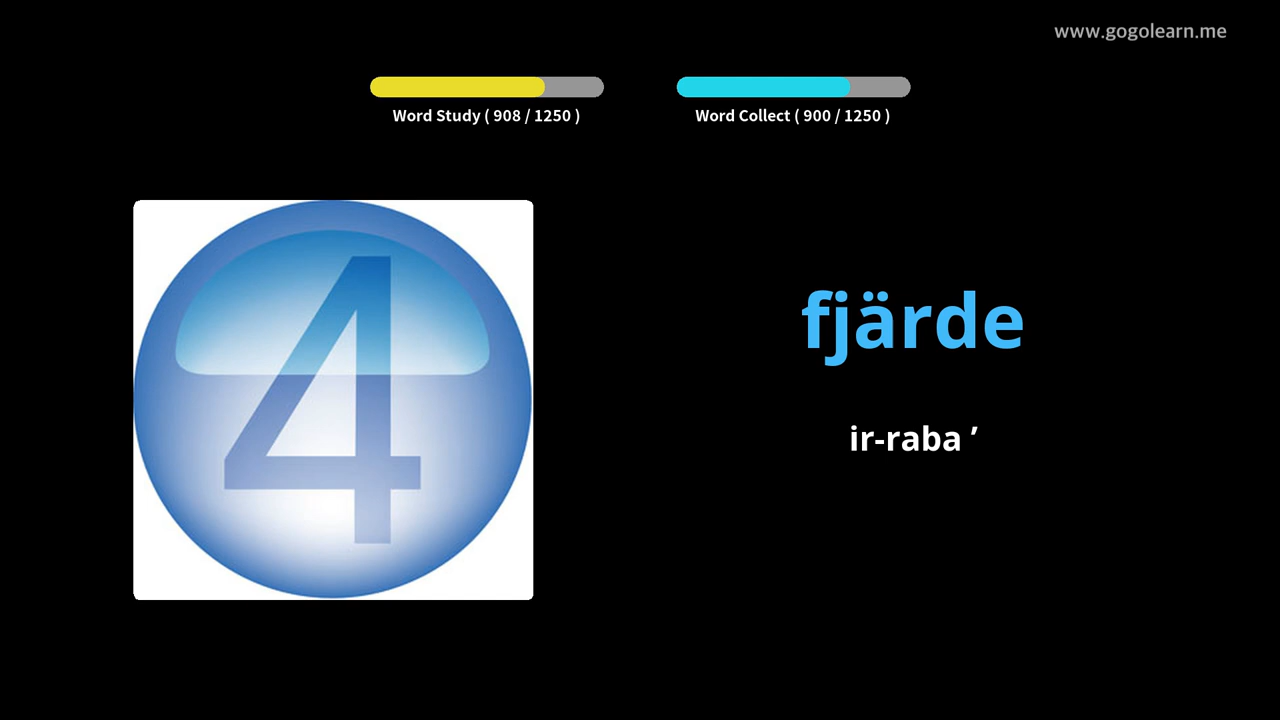 www.gogolearn.me
Word Study ( 908 / 1250 )
Word Collect ( 900 / 1250 )
4
fjärde
ir-raba ’